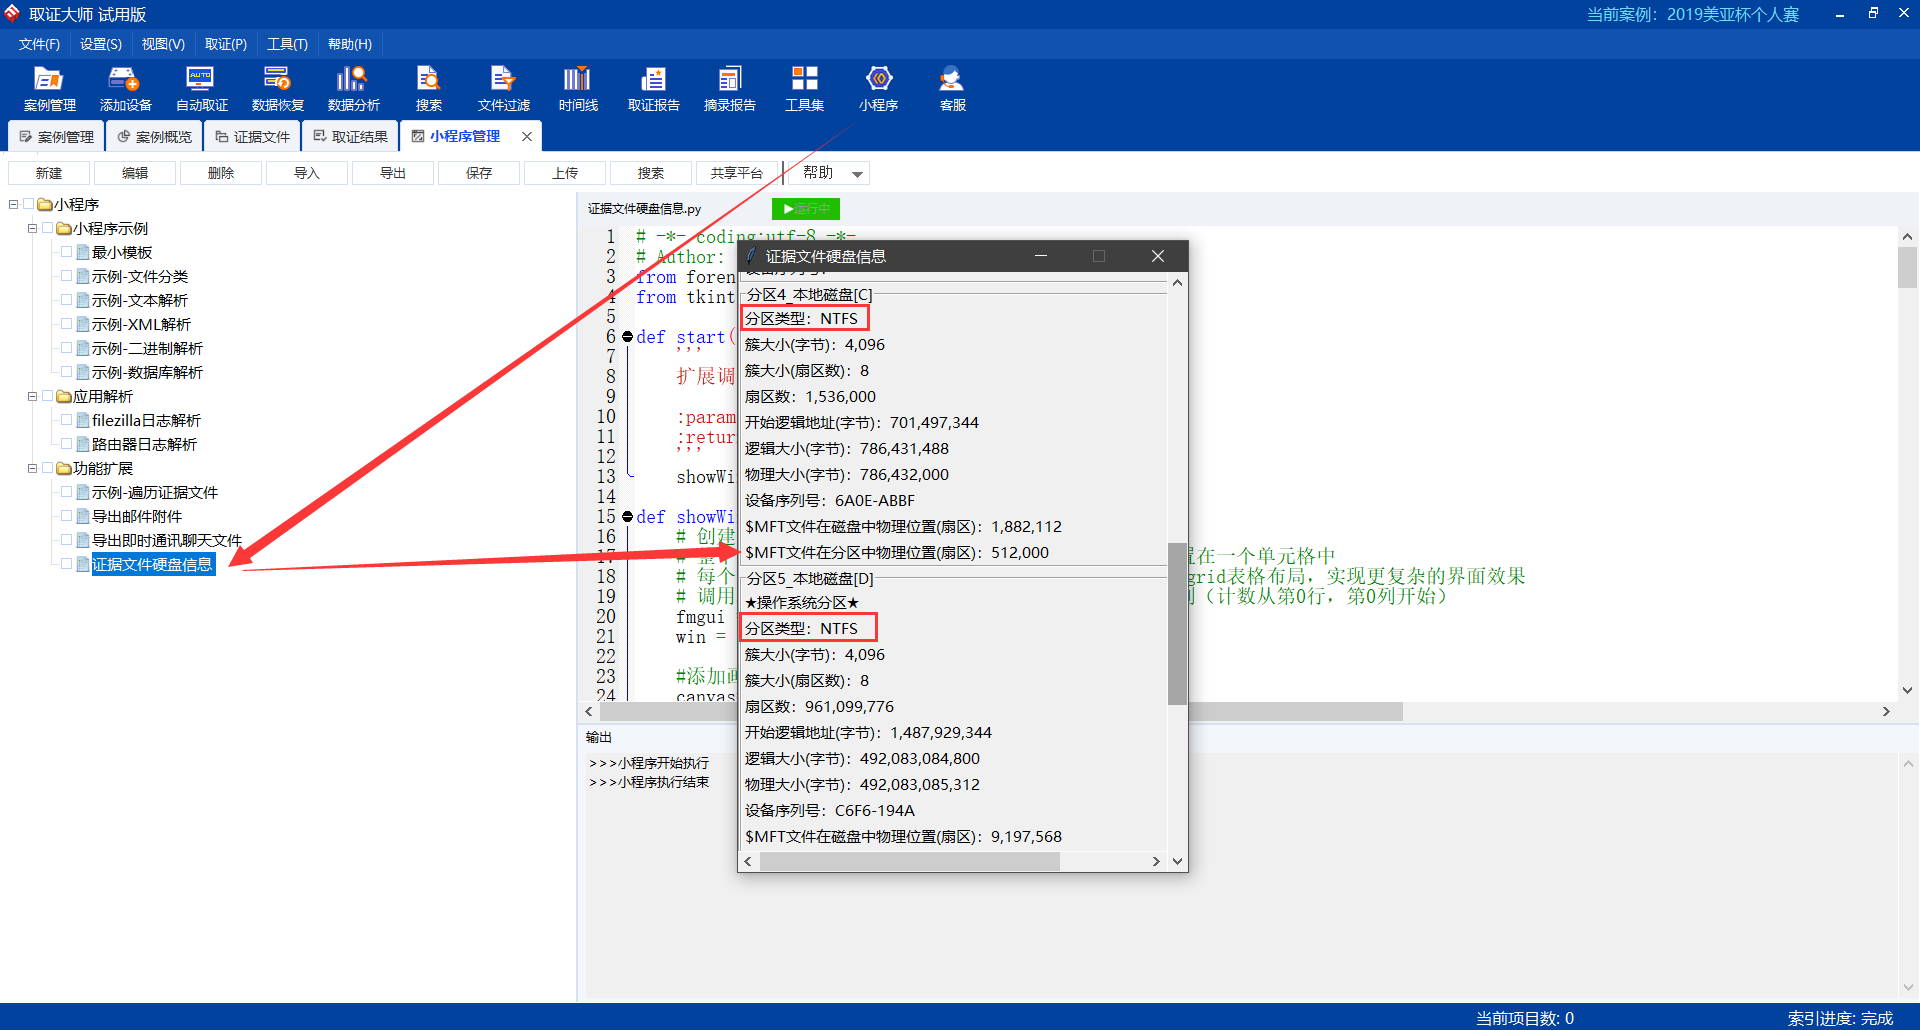 取证大师 试用版
当前案例：2019美亚杯个人赛
文件(F) 设置(S) 视图(V) 取证(P) 工具(T) 帮助(H)
案例管理 添加设备 自动取证 数据恢复 数据分析 搜索 文件过滤 时间线 取证报告 摘录报告 工具集 小程序 客服
案例管理 案例概览 证据文件 取证结果 小程序管理
新建 编辑 删除 导入 导出 保存 上传 搜索 共享平台 帮助
小程序
小程序示例
最小模板
示例-文件分类
示例-文本解析
示例-XML解析
示例-二进制解析
示例-数据库解析
应用解析
filezilla日志解析
路由器日志解析
功能扩展
示例-遍历证据文件
导出邮件附件
导出即时通讯聊天文件
证据文件硬盘信息
证据文件硬盘信息.py
运行中
1 # -*- coding:utf-8 -*-
2 # Author:
3 from foren
4 from tkint
5
6 def start(
7 '''
8 扩展调
9
10 :param
11 :retur
12 '''
13 showWi
14
15 def showWi
16 # 创建
17 置在一个单元格中
18 # 每个 grid表格布局，实现更复杂的界面效果
19 # 调用 列（计数从第0行，第0列开始）
20 fmgui
21 win =
22
23 #添加画
24 canvas
证据文件硬盘信息
设备序列号：
分区4_本地磁盘[C]
分区类型：NTFS
簇大小(字节)：4,096
簇大小(扇区数)：8
扇区数：1,536,000
开始逻辑地址(字节)：701,497,344
逻辑大小(字节)：786,431,488
物理大小(字节)：786,432,000
设备序列号：6A0E-ABBF
$MFT文件在磁盘中物理位置(扇区)：1,882,112
$MFT文件在分区中物理位置(扇区)：512,000
分区5_本地磁盘[D]
★操作系统分区★
分区类型：NTFS
簇大小(字节)：4,096
簇大小(扇区数)：8
扇区数：961,099,776
开始逻辑地址(字节)：1,487,929,344
逻辑大小(字节)：492,083,084,800
物理大小(字节)：492,083,085,312
设备序列号：C6F6-194A
$MFT文件在磁盘中物理位置(扇区)：9,197,568
输出
>>>小程序开始执行
>>>小程序执行结束
当前项目数: 0
索引进度: 完成